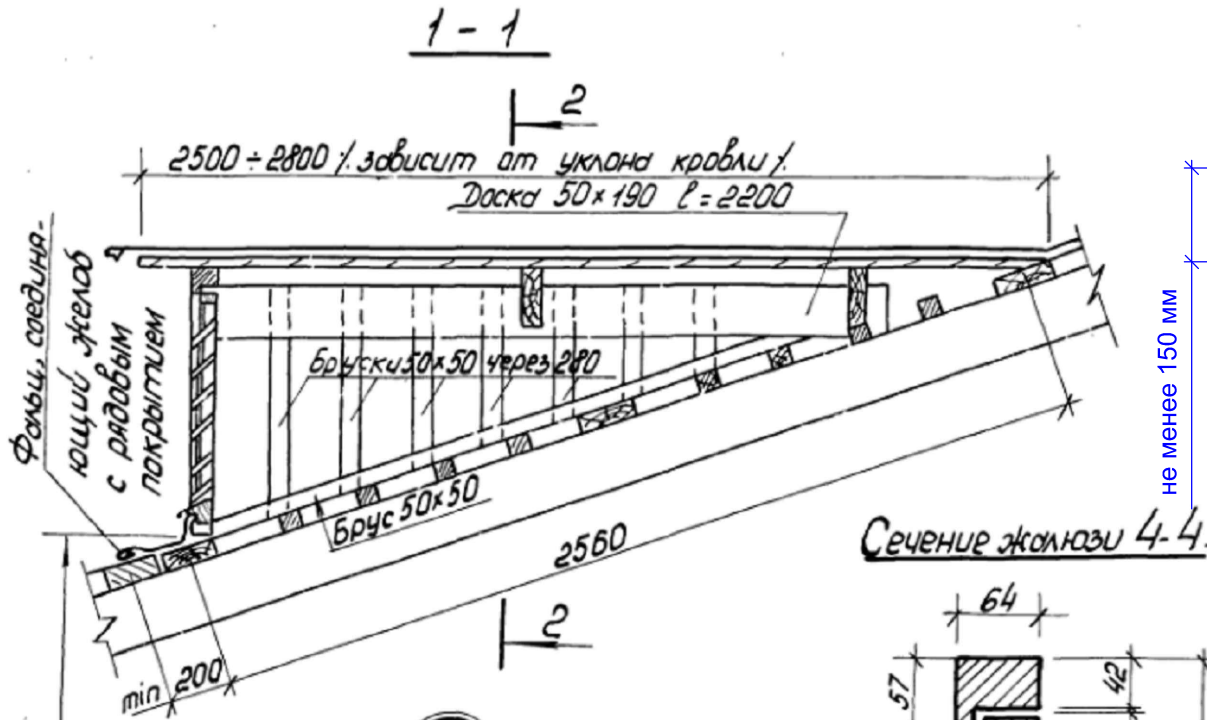 1 - 1
2
2500÷2800 /. зависит от уклона кровли /.
Доска 50×190 ℓ=2200
Фальц, соединя-
ющий желоб
с рядовым
покрытием
бруски 50×50 через 280
Брус 50×50
2560
min 200
2
не менее 150 мм
Сечение жалюзи 4-4.
64
57
42